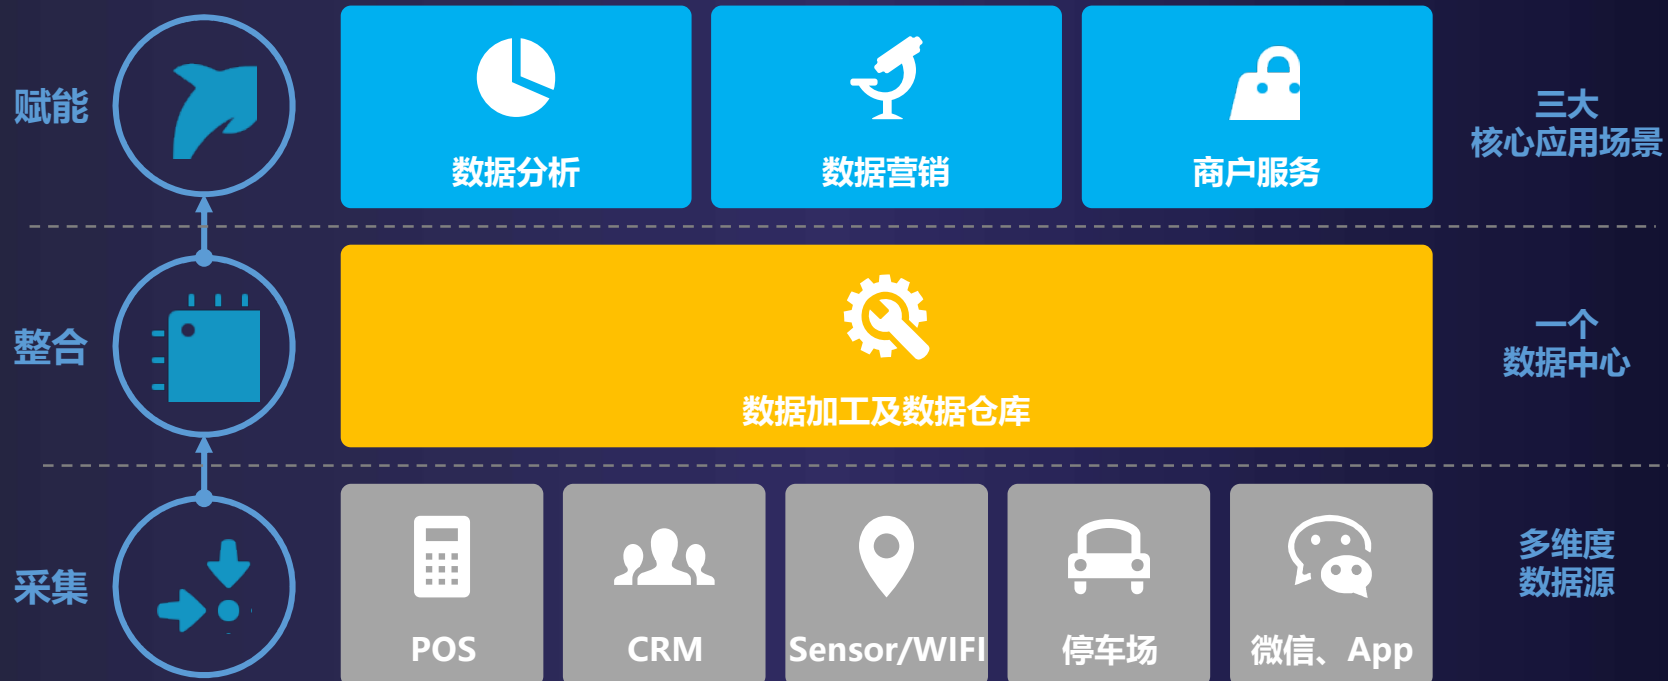 赋能
数据分析
数据营销
商户服务
三大
核心应用场景
整合
数据加工及数据仓库
一个
数据中心
采集
POS
CRM
Sensor/WIFI
停车场
微信、App
多维度
数据源